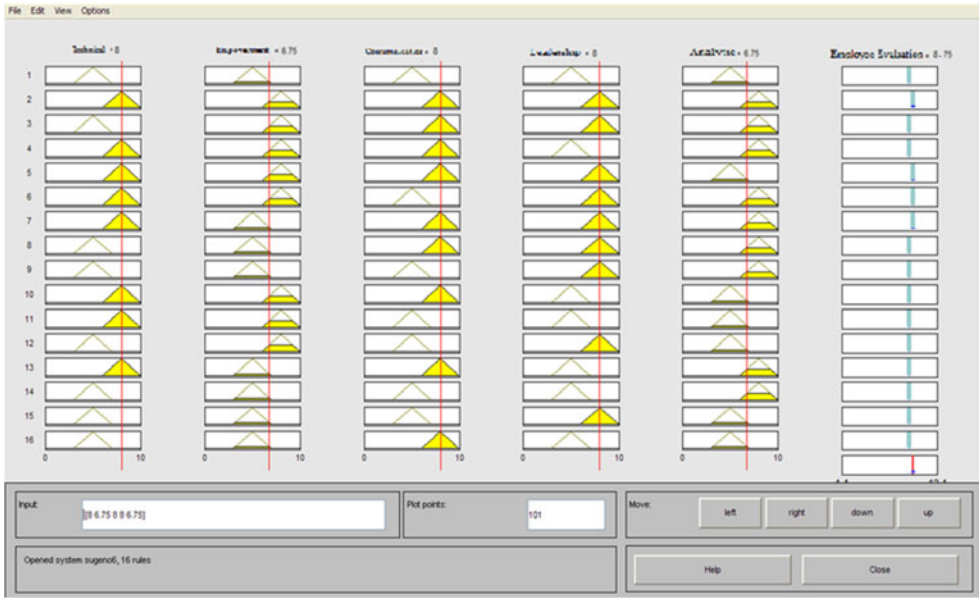 File Edit View Options
Technical = 8
Empowerment = 6.75
Communication = 8
Leadership = 8
Analytic = 6.75
Employee Evaluation = 8.75
1
2
3
4
5
6
7
8
9
10
11
12
13
14
15
16
0 10 0 10 0 10 0 10 0 10
Input:
[[8 6.75 8 8 6.75]
Plot points:
101
Move:
left
right
down
up
Opened system sugeno6, 16 rules
Help
Close